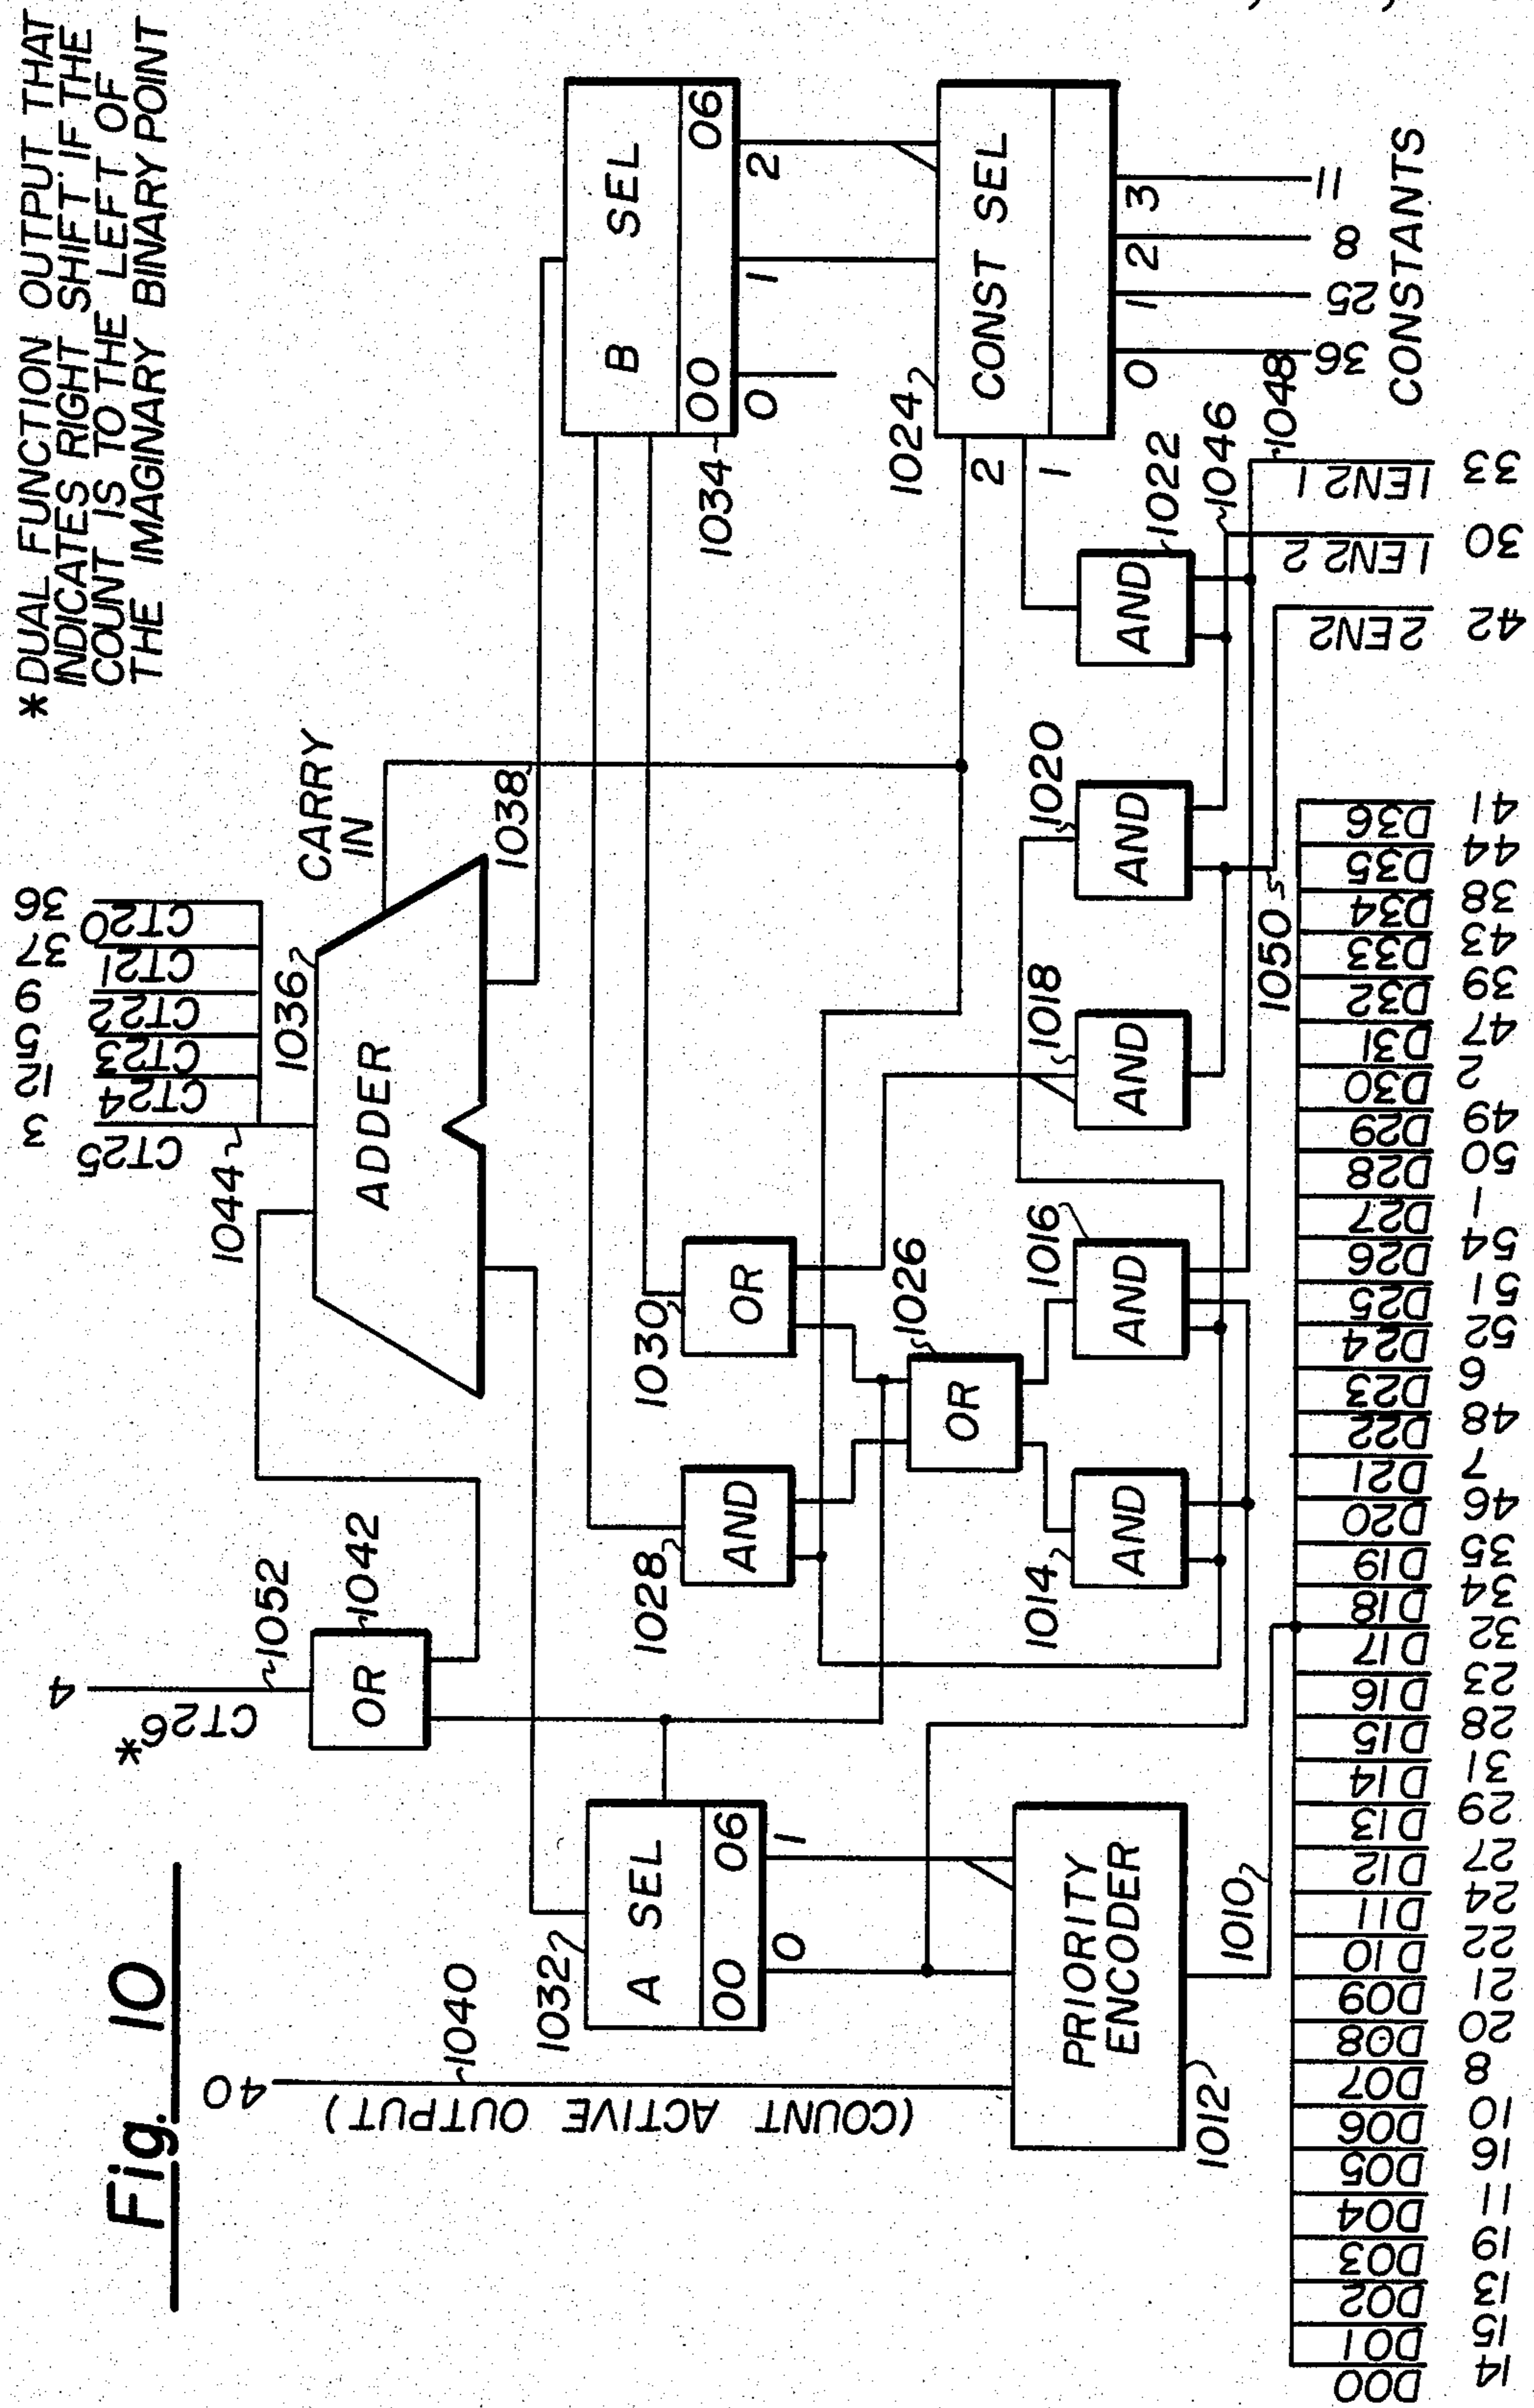 Fig. 10
*DUAL FUNCTION OUTPUT THAT
INDICATES RIGHT SHIFT IF THE
COUNT IS TO THE LEFT OF
THE IMAGINARY BINARY POINT
40
1040
(COUNT ACTIVE OUTPUT)
4
*
CT26
1052
OR
1042
3
12
5
9
37
36
CT25
CT24
CT23
CT22
CT21
CT20
1044
1036
ADDER
CARRY
IN
1038
1032
A SEL
00
06
0
1
1028
AND
1030
OR
1026
OR
B SEL
00
06
0
1
2
1034
1024
CONST SEL
2
1
0
1
2
3
36
25
8
11
CONSTANTS
PRIORITY
ENCODER
1012
1010
1014
AND
1016
AND
1018
AND
1020
AND
1022
AND
1046
1048
1050
2EN2
1EN2 2
1EN2 1
42
30
33
D00
D01
D02
D03
D04
D05
D06
D07
D08
D09
D10
D11
D12
D13
D14
D15
D16
D17
D18
D19
D20
D21
D22
D23
D24
D25
D26
D27
D28
D29
D30
D31
D32
D33
D34
D35
D36
14
15
13
19
11
16
10
8
20
21
22
24
27
29
31
28
23
32
34
35
46
7
48
6
52
51
54
1
50
49
2
47
39
43
38
44
41